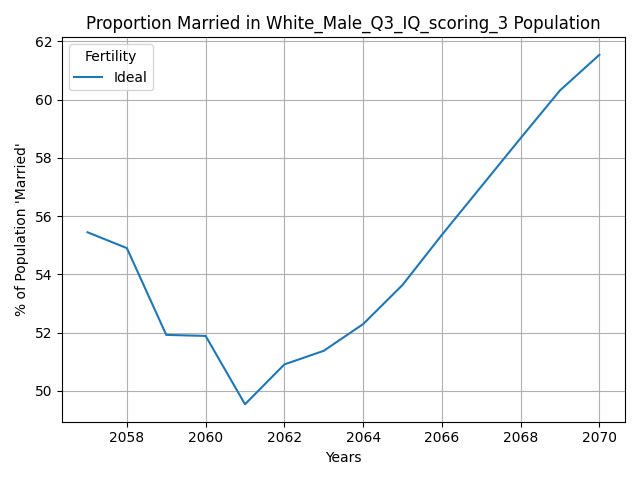 Proportion Married in White_Male_Q3_IQ_scoring_3 Population
Fertility
Ideal
% of Population 'Married'
62
60
58
56
54
52
50
2058 2060 2062 2064 2066 2068 2070
Years